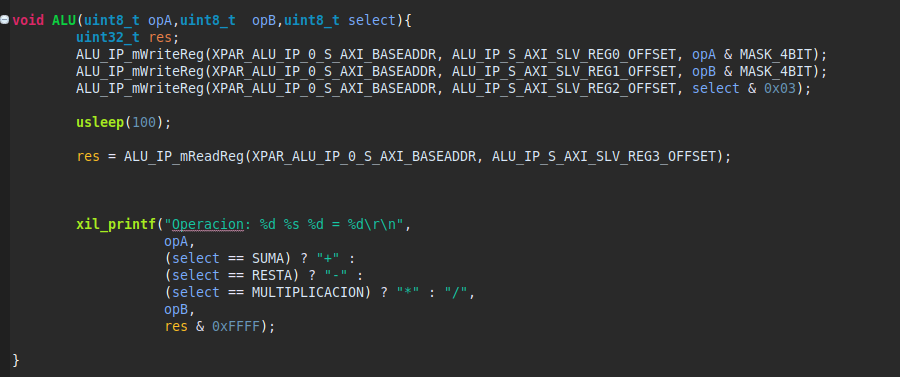 void ALU(uint8_t opA,uint8_t  opB,uint8_t select){
uint32_t res;
ALU_IP_mWriteReg(XPAR_ALU_IP_0_S_AXI_BASEADDR, ALU_IP_S_AXI_SLV_REG0_OFFSET, opA & MASK_4BIT);
ALU_IP_mWriteReg(XPAR_ALU_IP_0_S_AXI_BASEADDR, ALU_IP_S_AXI_SLV_REG1_OFFSET, opB & MASK_4BIT);
ALU_IP_mWriteReg(XPAR_ALU_IP_0_S_AXI_BASEADDR, ALU_IP_S_AXI_SLV_REG2_OFFSET, select & 0x03);
usleep(100);
res = ALU_IP_mReadReg(XPAR_ALU_IP_0_S_AXI_BASEADDR, ALU_IP_S_AXI_SLV_REG3_OFFSET);
xil_printf("Operacion: %d %s %d = %d\r\n",
opA,
(select == SUMA) ? "+" :
(select == RESTA) ? "-" :
(select == MULTIPLICACION) ? "*" : "/",
opB,
res & 0xFFFF);
}